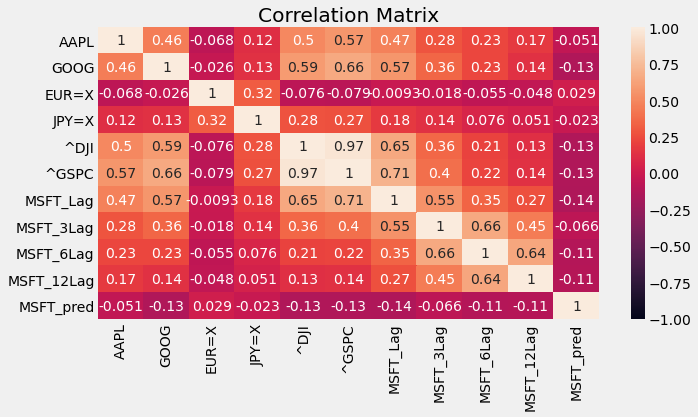 Correlation Matrix
AAPL 1 0.46 -0.068 0.12 0.5 0.57 0.47 0.28 0.23 0.17 -0.051
GOOG 0.46 1 -0.026 0.13 0.59 0.66 0.57 0.36 0.23 0.14 -0.13
EUR=X -0.068 -0.026 1 0.32 -0.076 -0.079 -0.0093 -0.018 -0.055 -0.048 0.029
JPY=X 0.12 0.13 0.32 1 0.28 0.27 0.18 0.14 0.076 0.051 -0.023
^DJI 0.5 0.59 -0.076 0.28 1 0.97 0.65 0.36 0.21 0.13 -0.13
^GSPC 0.57 0.66 -0.079 0.27 0.97 1 0.71 0.4 0.22 0.14 -0.13
MSFT_Lag 0.47 0.57 -0.0093 0.18 0.65 0.71 1 0.55 0.35 0.27 -0.14
MSFT_3Lag 0.28 0.36 -0.018 0.14 0.36 0.4 0.55 1 0.66 0.45 -0.066
MSFT_6Lag 0.23 0.23 -0.055 0.076 0.21 0.22 0.35 0.66 1 0.64 -0.11
MSFT_12Lag 0.17 0.14 -0.048 0.051 0.13 0.14 0.27 0.45 0.64 1 -0.11
MSFT_pred -0.051 -0.13 0.029 -0.023 -0.13 -0.13 -0.14 -0.066 -0.11 -0.11 1
AAPL
GOOG
EUR=X
JPY=X
^DJI
^GSPC
MSFT_Lag
MSFT_3Lag
MSFT_6Lag
MSFT_12Lag
MSFT_pred
1.00
0.75
0.50
0.25
0.00
−0.25
−0.50
−0.75
−1.00